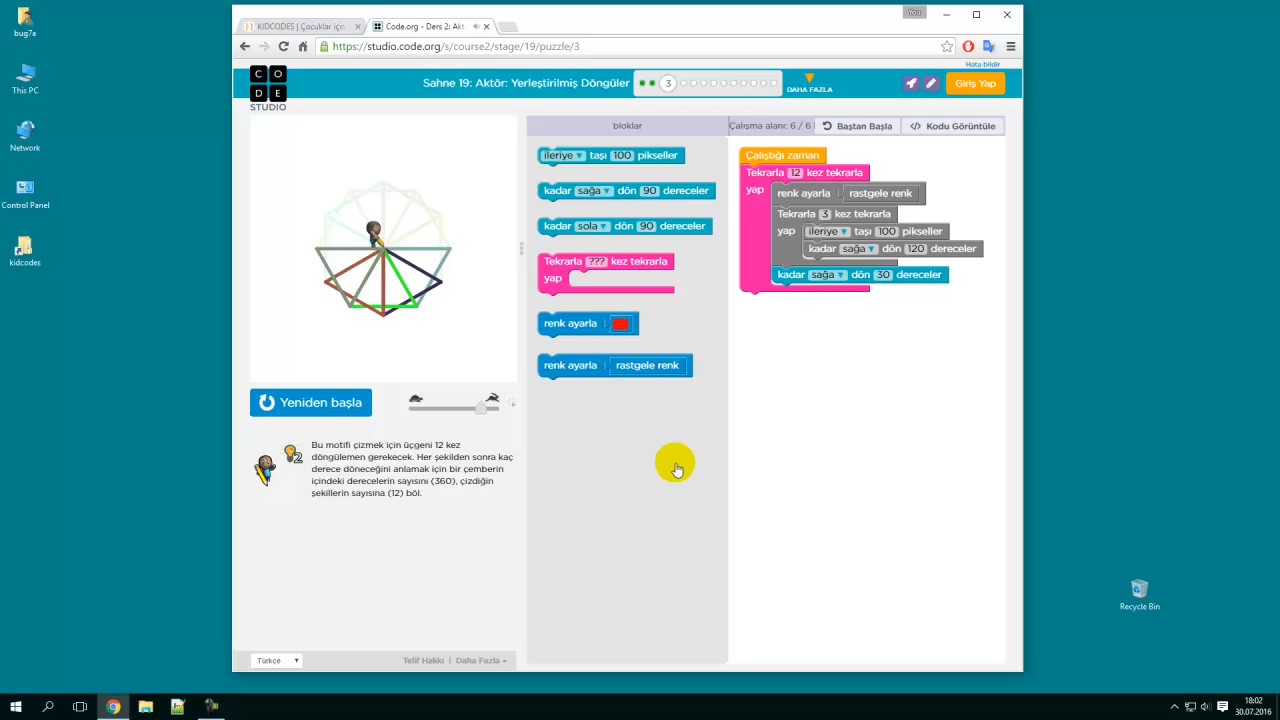 bug7a
This PC
Network
Control Panel
kidcodes
Recycle Bin
KIDCODES | Çocuklar için
Code.org - Ders 2: Akt
You
https://studio.code.org/s/course2/stage/19/puzzle/3
Hata bildir
C O
D E
STUDIO
Sahne 19: Aktör: Yerleştirilmiş Döngüler
3
DAHA FAZLA
Giriş Yap
bloklar
Çalışma alanı: 6 / 6
Baştan Başla
Kodu Görüntüle
ileriye taşı 100 pikseller
kadar sağa dön 90 dereceler
kadar sola dön 90 dereceler
Tekrarla ??? kez tekrarla
yap
renk ayarla
renk ayarla rastgele renk
Çalıştığı zaman
Tekrarla 12 kez tekrarla
yap
renk ayarla rastgele renk
Tekrarla 3 kez tekrarla
yap
ileriye taşı 100 pikseller
kadar sağa dön 120 dereceler
kadar sağa dön 30 dereceler
Yeniden başla
2
Bu motifi çizmek için üçgeni 12 kez
döngülemen gerekecek. Her şekilden sonra kaç
derece döneceğini anlamak için bir çemberin
içindeki derecelerin sayısını (360), çizdiğin
şekillerin sayısına (12) böl.
Türkçe
Telif Hakkı | Daha Fazla
18:02
30.07.2016